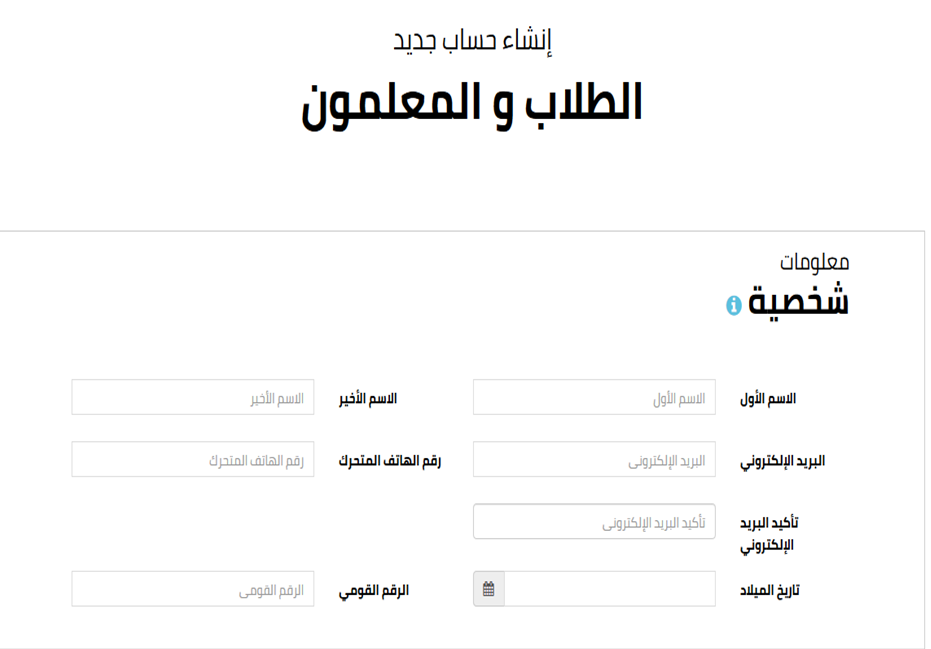 إنشاء حساب جديد
الطلاب و المعلمون
معلومات
شخصية
الاسم الأول
الاسم الأول
الاسم الأخير
الاسم الأخير
البريد الإلكتروني
البريد الإلكترونى
رقم الهاتف المتحرك
رقم الهاتف المتحرك
تأكيد البريد
الإلكتروني
تأكيد البريد الإلكترونى
تاريخ الميلاد
الرقم القومي
الرقم القومى